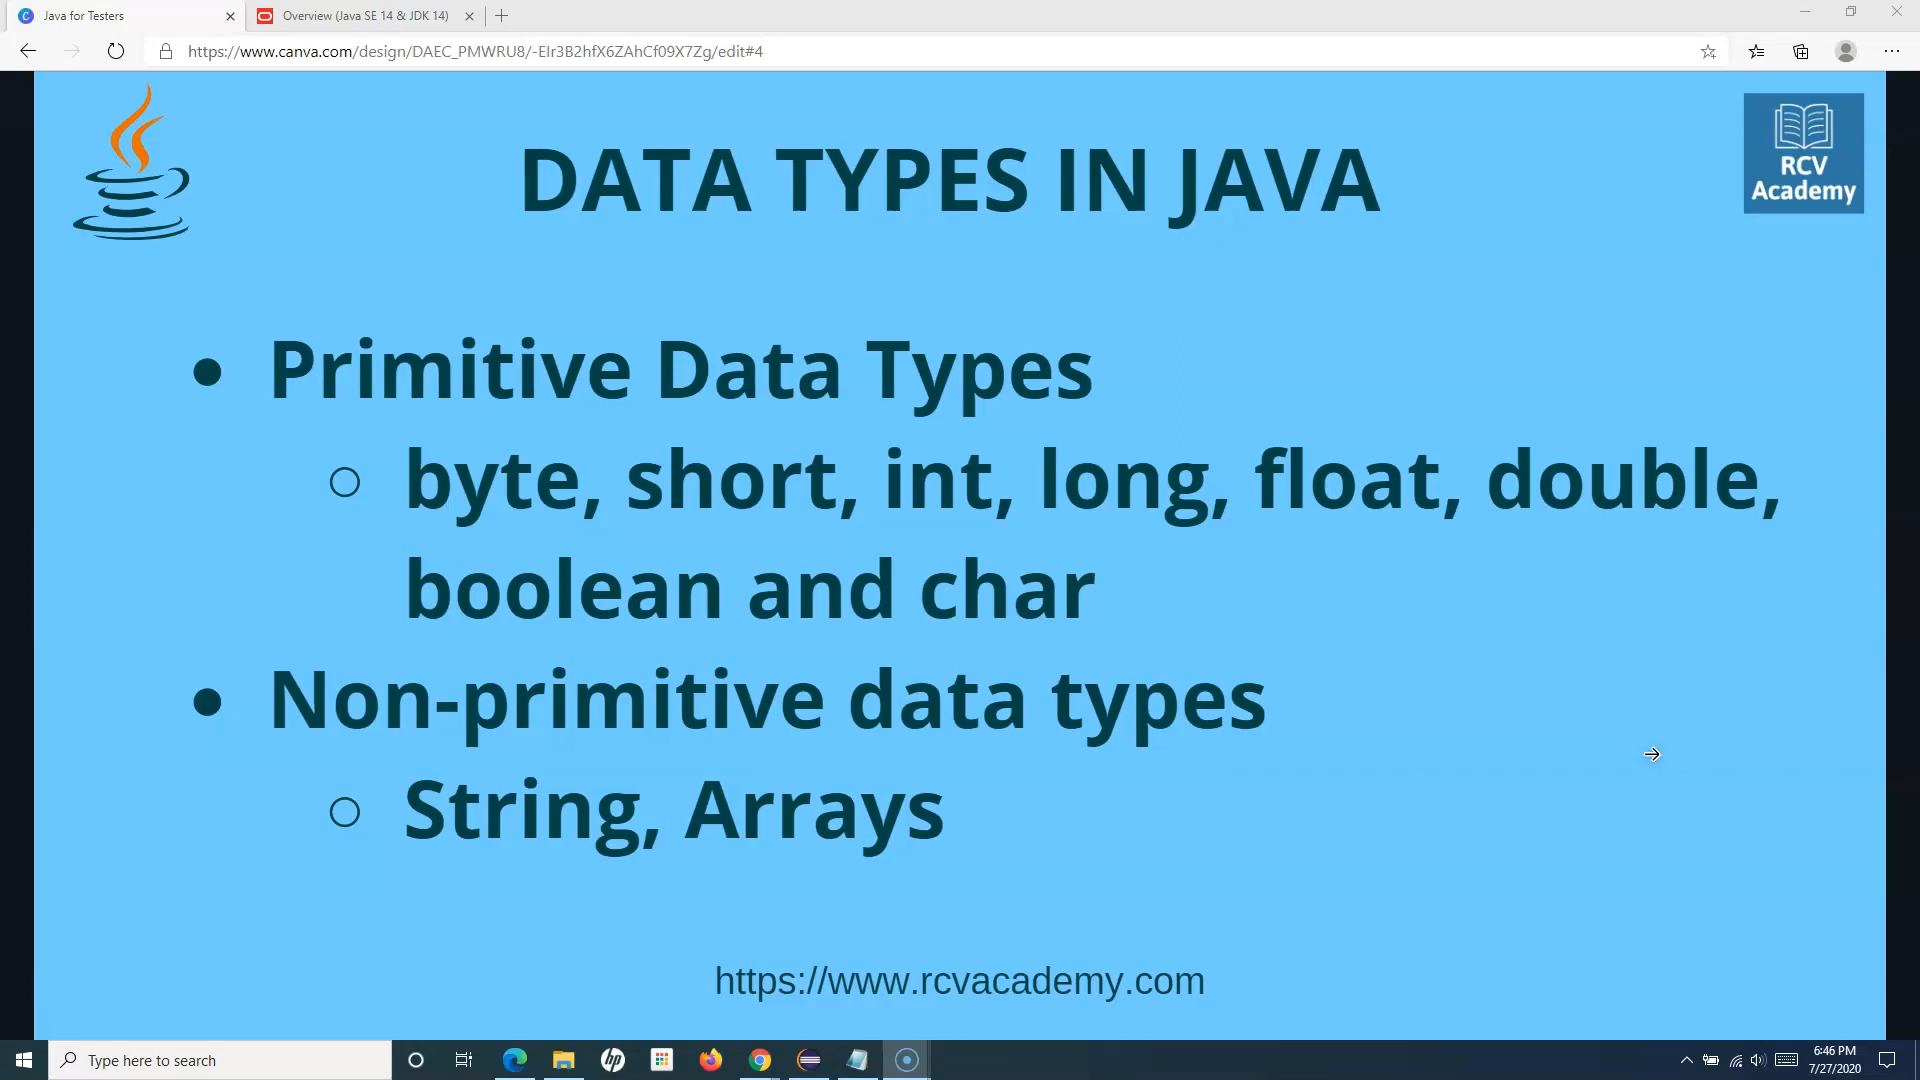 Java for Testers
Overview (Java SE 14 & JDK 14)
https://www.canva.com/design/DAEC_PMWRU8/-EIr3B2hfX6ZAhCf09X7Zg/edit#4
DATA TYPES IN JAVA
RCV
Academy
• Primitive Data Types
○ byte, short, int, long, float, double,
boolean and char
• Non-primitive data types
○ String, Arrays
https://www.rcvacademy.com
Type here to search
hp
6:46 PM
7/27/2020